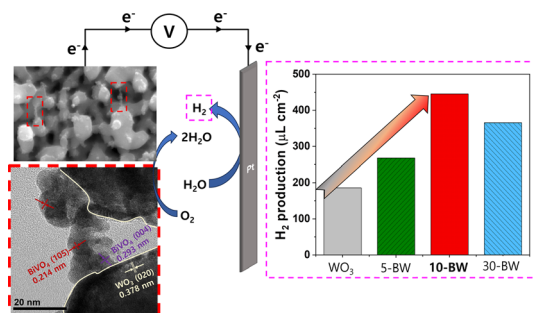 e-
V
e-
e-
e-
H2
2H2O
H2O
O2
Pt
BiVO4 (105)
0.214 nm
BiVO4 (004)
0.293 nm
WO3 (020)
0.378 nm
20 nm
H2 production (μL cm-2)
500
400
300
200
100
0
WO3
5-BW
10-BW
30-BW